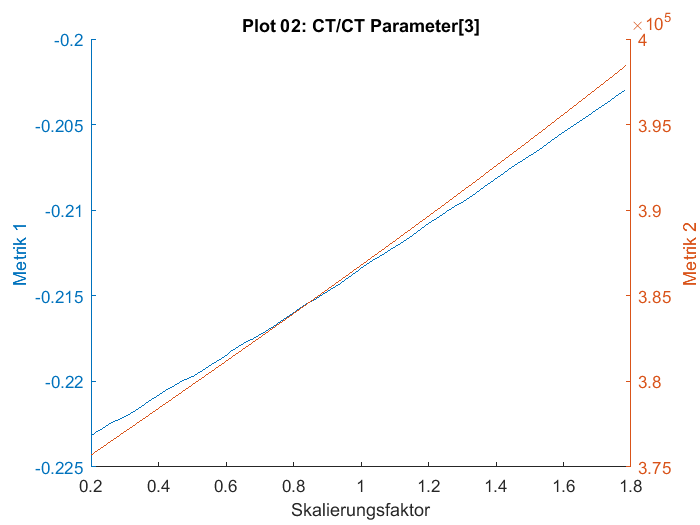 Plot 02: CT/CT Parameter[3]
×10⁵
-0.2
-0.205
-0.21
-0.215
-0.22
-0.225
Metrik 1
4
3.95
3.9
3.85
3.8
3.75
Metrik 2
0.2 0.4 0.6 0.8 1 1.2 1.4 1.6 1.8
Skalierungsfaktor